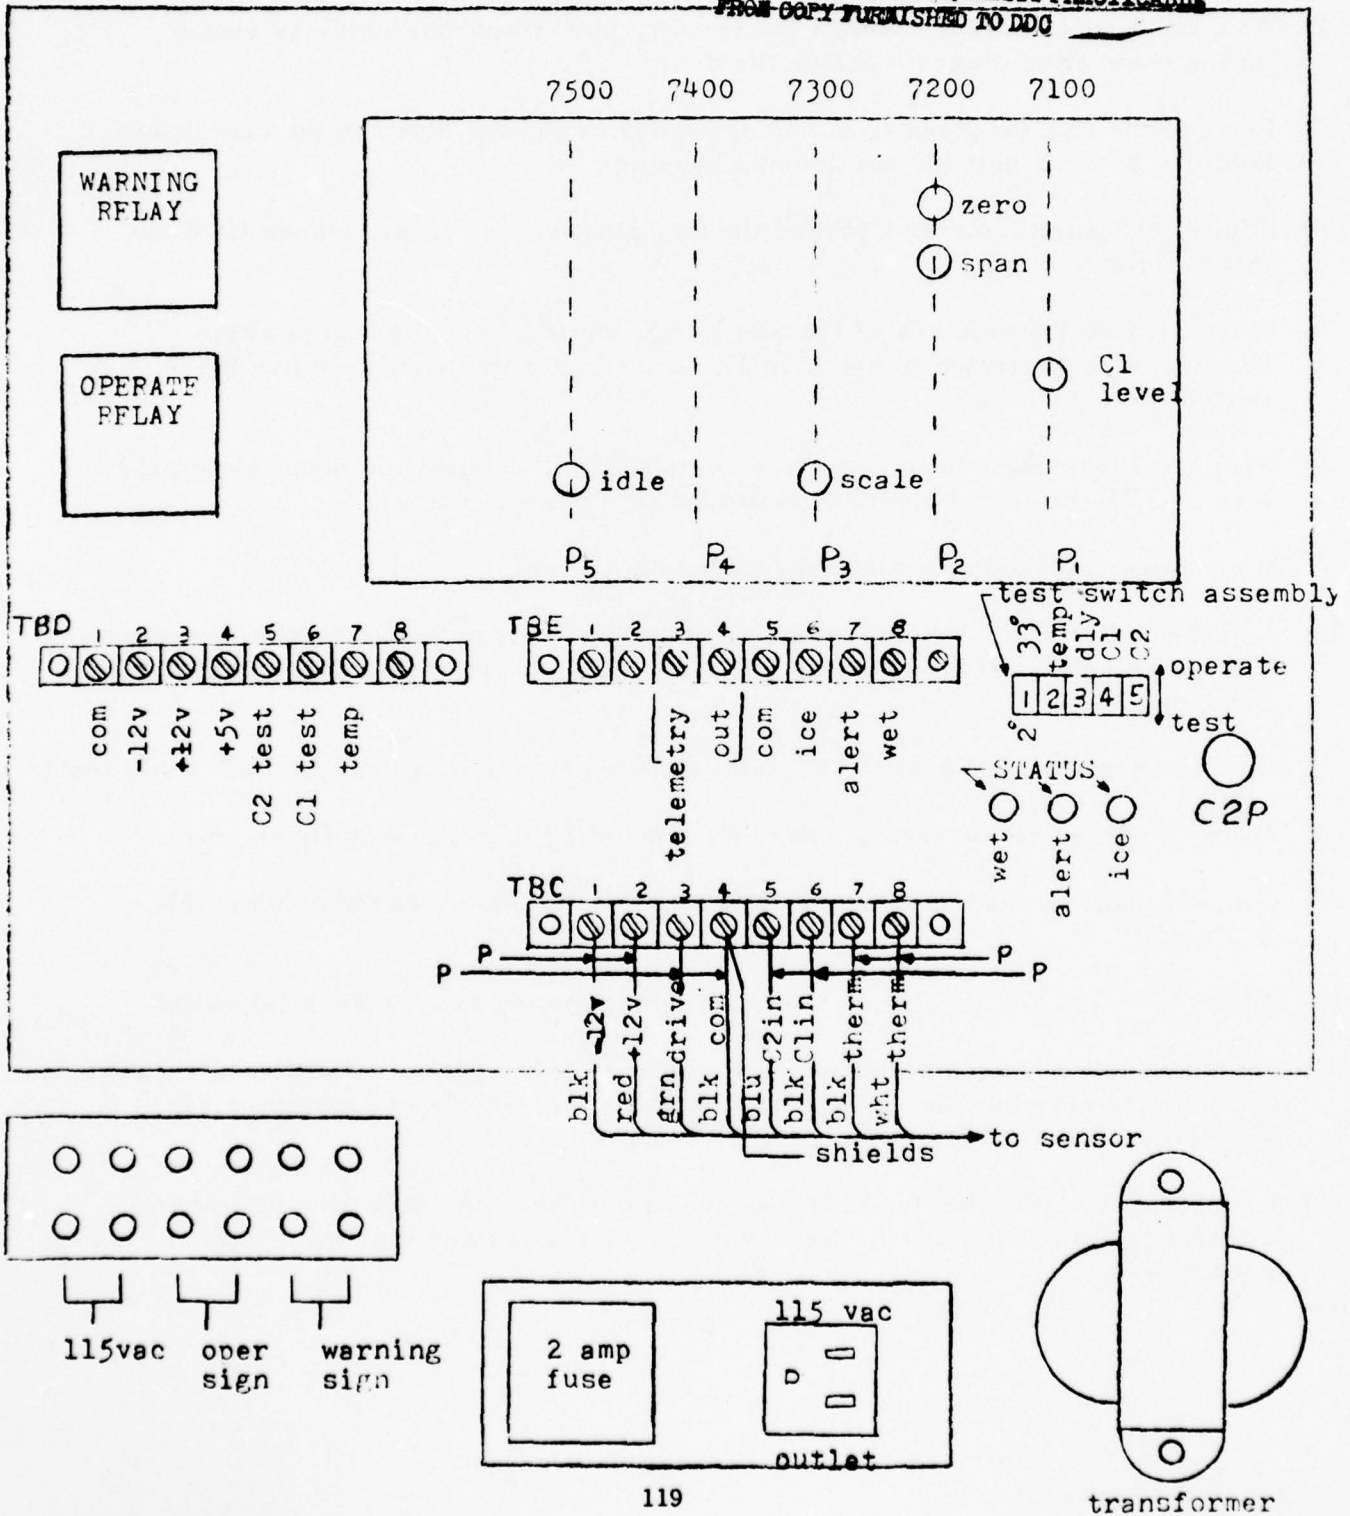 FROM COPY FURNISHED TO DDC
7500 7400 7300 7200 7100
WARNING
RELAY
zero
span
OPERATE
RELAY
C1
level
idle
scale
P5 P4 P3 P2 P1
test switch assembly
33° temp dly C1 C2
TBD 1 2 3 4 5 6 7 8
TBE 1 2 3 4 5 6 7 8
operate
1 2 3 4 5
test
2°
com -12v +12v +5v C2 test C1 test temp
telemetry out com ice alert wet
STATUS
C2P
wet alert ice
TBC 1 2 3 4 5 6 7 8
P P
P P
-12v +12v drive com C2in C1in therm therm
blk red grn blk blu blk blk wht
to sensor
shields
115vac
oper
sign
warning
sign
2 amp
fuse
115 vac
outlet
transformer
119